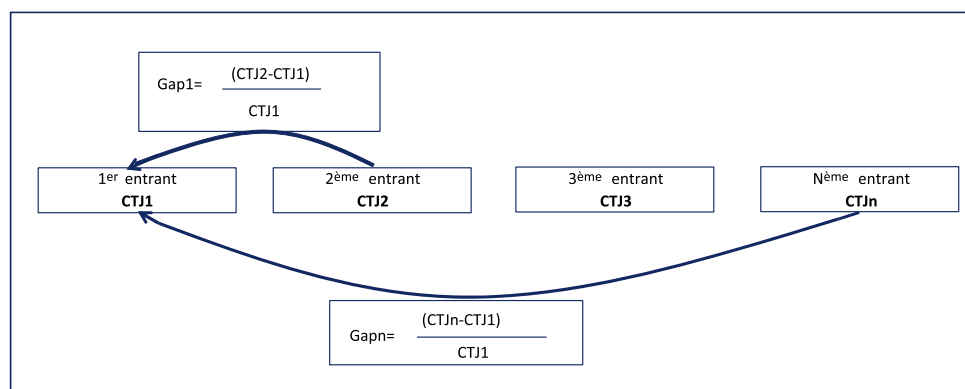 Gap1=
(CTJ2-CTJ1)
CTJ1
1er entrant
CTJ1
2ème entrant
CTJ2
3ème entrant
CTJ3
Nème entrant
CTJn
Gapn=
(CTJn-CTJ1)
CTJ1